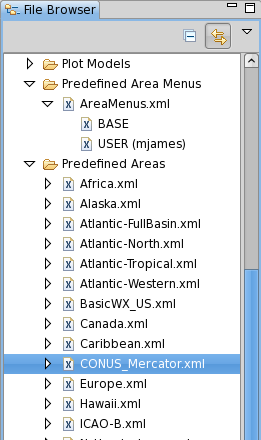 File Browser
Plot Models
Predefined Area Menus
AreaMenus.xml
BASE
USER (mjames)
Predefined Areas
Africa.xml
Alaska.xml
Atlantic-FullBasin.xml
Atlantic-North.xml
Atlantic-Tropical.xml
Atlantic-Western.xml
BasicWX_US.xml
Canada.xml
Caribbean.xml
CONUS_Mercator.xml
Europe.xml
Hawaii.xml
ICAO-B.xml